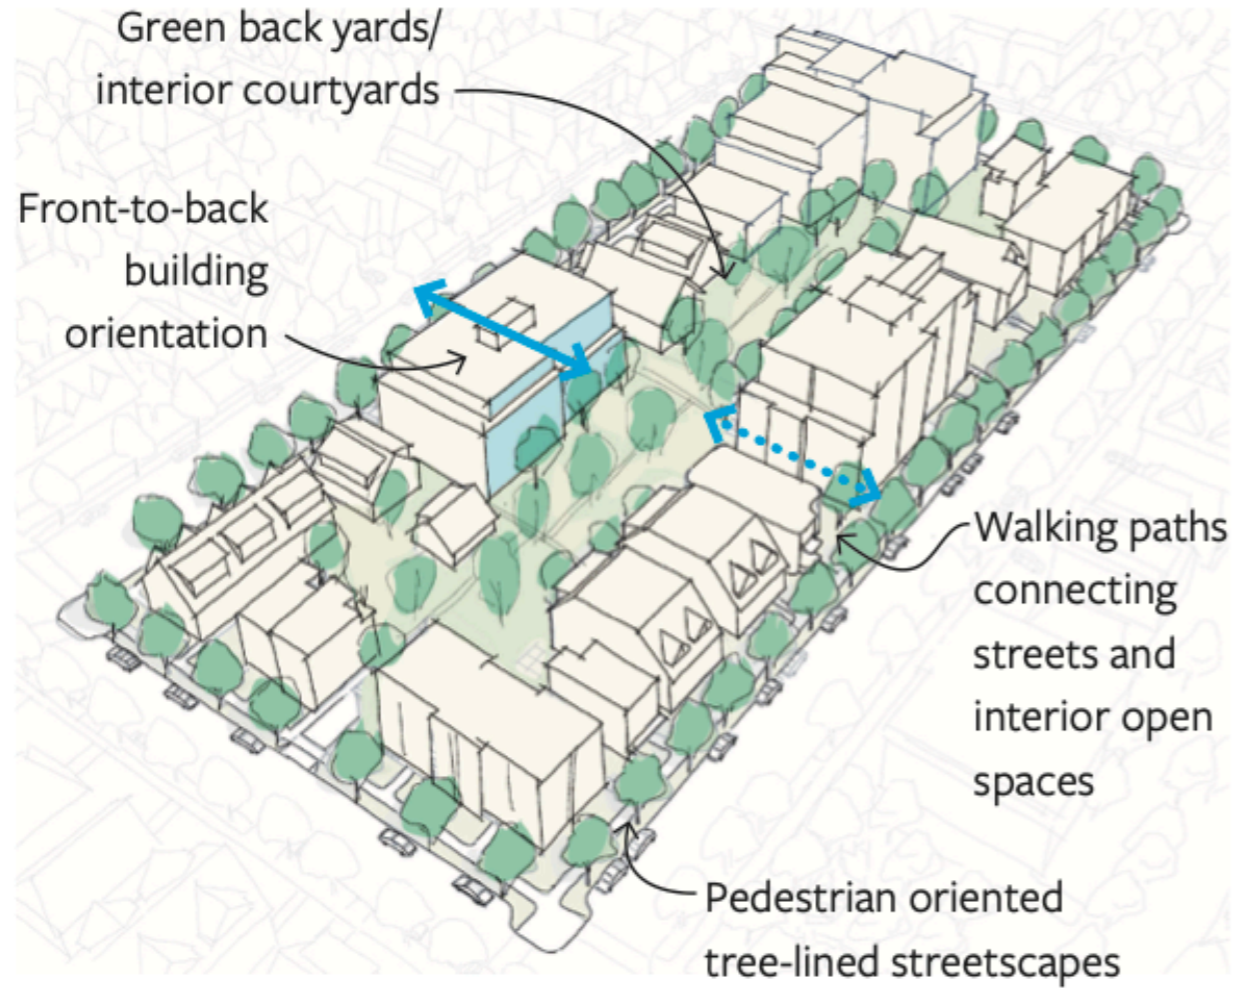 Green back yards/
interior courtyards
Front-to-back
building
orientation
Walking paths
connecting
streets and
interior open
spaces
Pedestrian oriented
tree-lined streetscapes